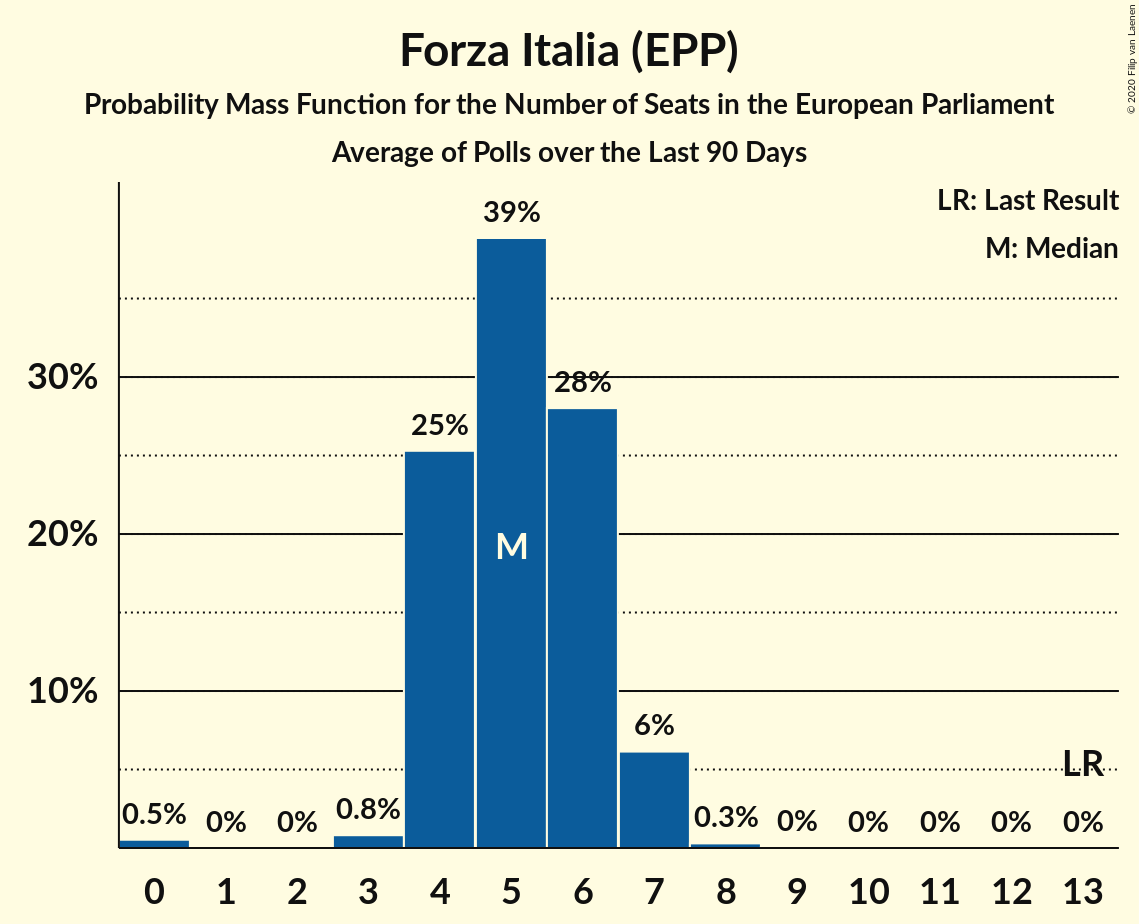 Forza Italia (EPP)
Probability Mass Function for the Number of Seats in the European Parliament
Average of Polls over the Last 90 Days
© 2020 Filip van Laenen
LR: Last Result
M: Median
39%
30%
28%
25%
20%
M
10%
6%
LR
0.5%
0%
0%
0.8%
0.3%
0%
0%
0%
0%
0%
0 1 2 3 4 5 6 7 8 9 10 11 12 13